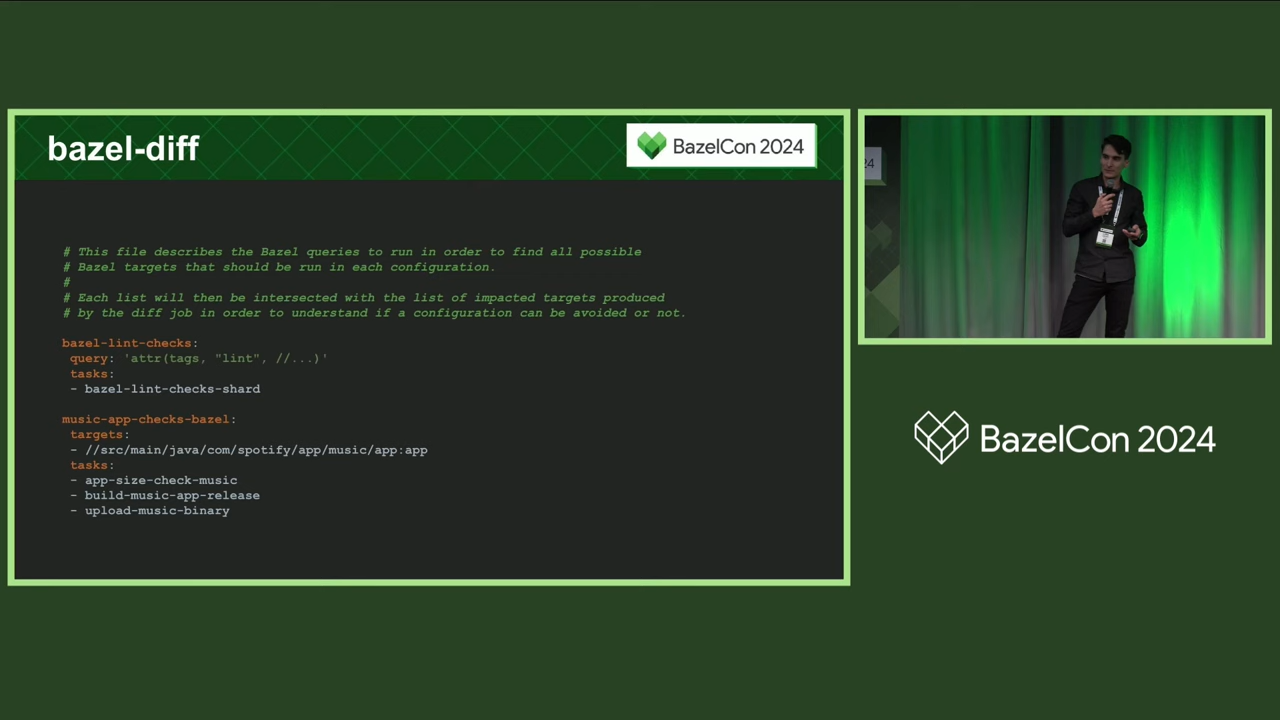 bazel-diff
BazelCon 2024
# This file describes the Bazel queries to run in order to find all possible
# Bazel targets that should be run in each configuration.
#
# Each list will then be intersected with the list of impacted targets produced
# by the diff job in order to understand if a configuration can be avoided or not.
bazel-lint-checks:
query: 'attr(tags, "lint", //...)'
tasks:
- bazel-lint-checks-shard
music-app-checks-bazel:
targets:
- //src/main/java/com/spotify/app/music/app:app
tasks:
- app-size-check-music
- build-music-app-release
- upload-music-binary
24
BazelCon 2024